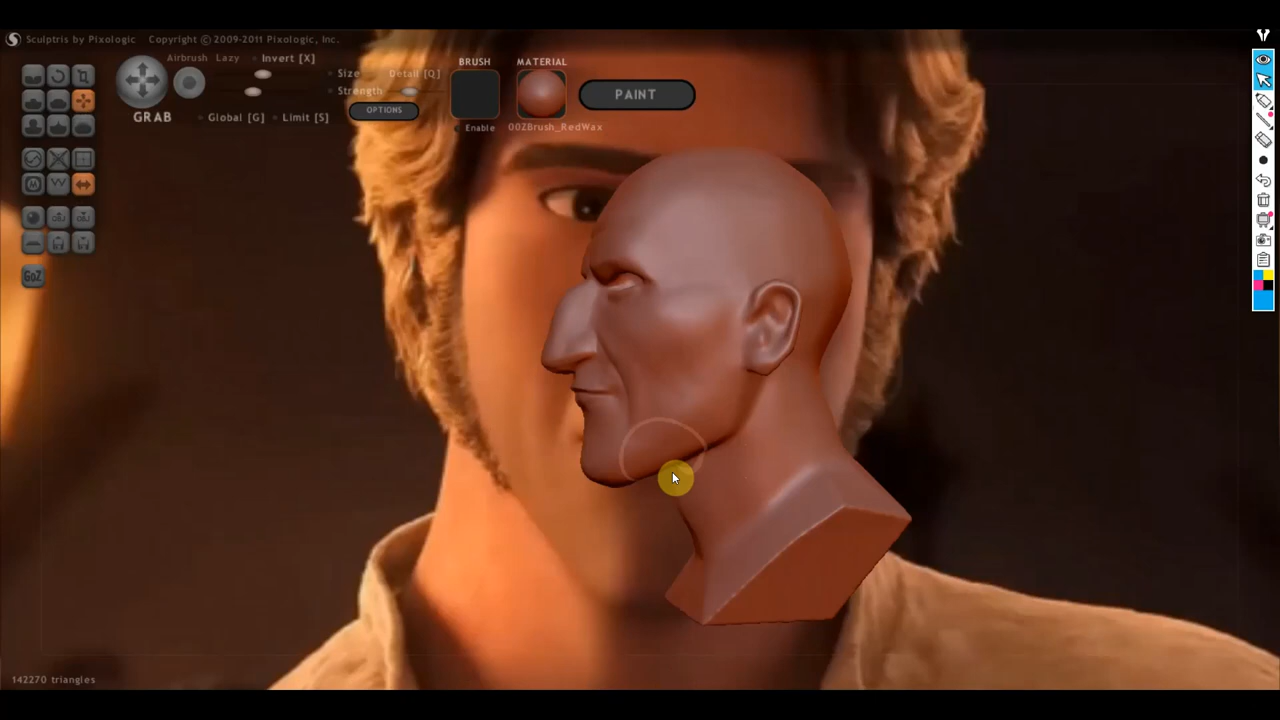 Sculptris by Pixologic Copyright © 2009-2011 Pixologic, Inc.
Airbrush Lazy Invert [X]
Size Detail [Q]
Strength
OPTIONS
GRAB Global [G] Limit [S]
BRUSH MATERIAL
PAINT
Enable 00ZBrush_RedWax
GoZ
142270 triangles